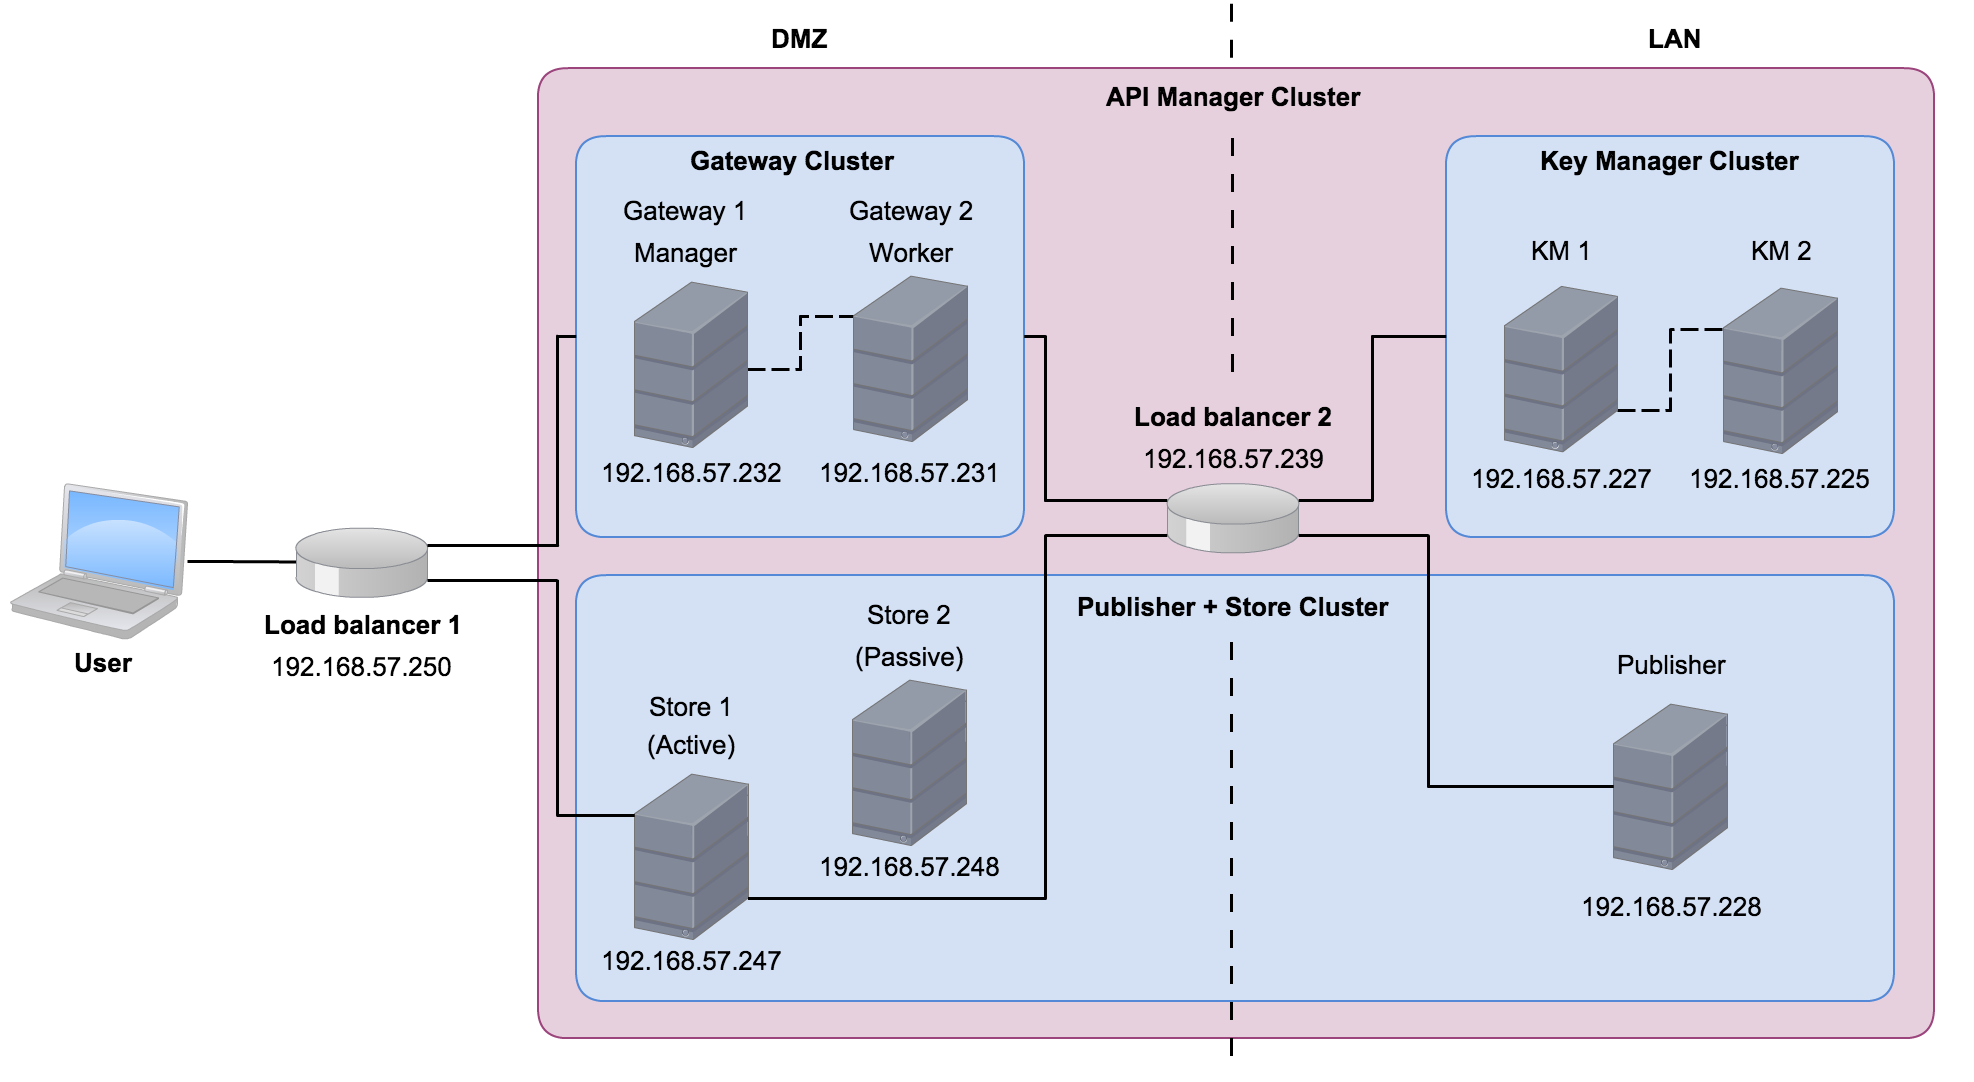 DMZ
LAN
API Manager Cluster
Gateway Cluster
Gateway 1
Manager
Gateway 2
Worker
192.168.57.232
192.168.57.231
Key Manager Cluster
KM 1
KM 2
192.168.57.227
192.168.57.225
Load balancer 2
192.168.57.239
User
Load balancer 1
192.168.57.250
Publisher + Store Cluster
Store 1
(Active)
192.168.57.247
Store 2
(Passive)
192.168.57.248
Publisher
192.168.57.228